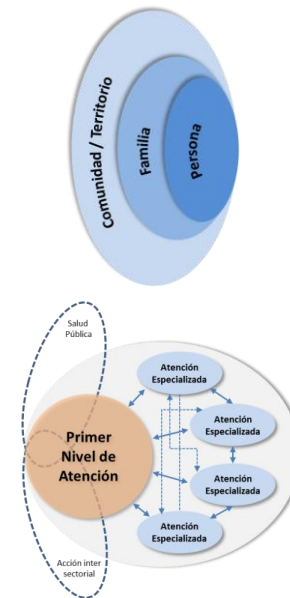 Comunidad / Territorio
Familia
Persona
Salud
Pública
Primer
Nivel de
Atención
Atención
Especializada
Atención
Especializada
Atención
Especializada
Atención
Especializada
Acción inter
sectorial